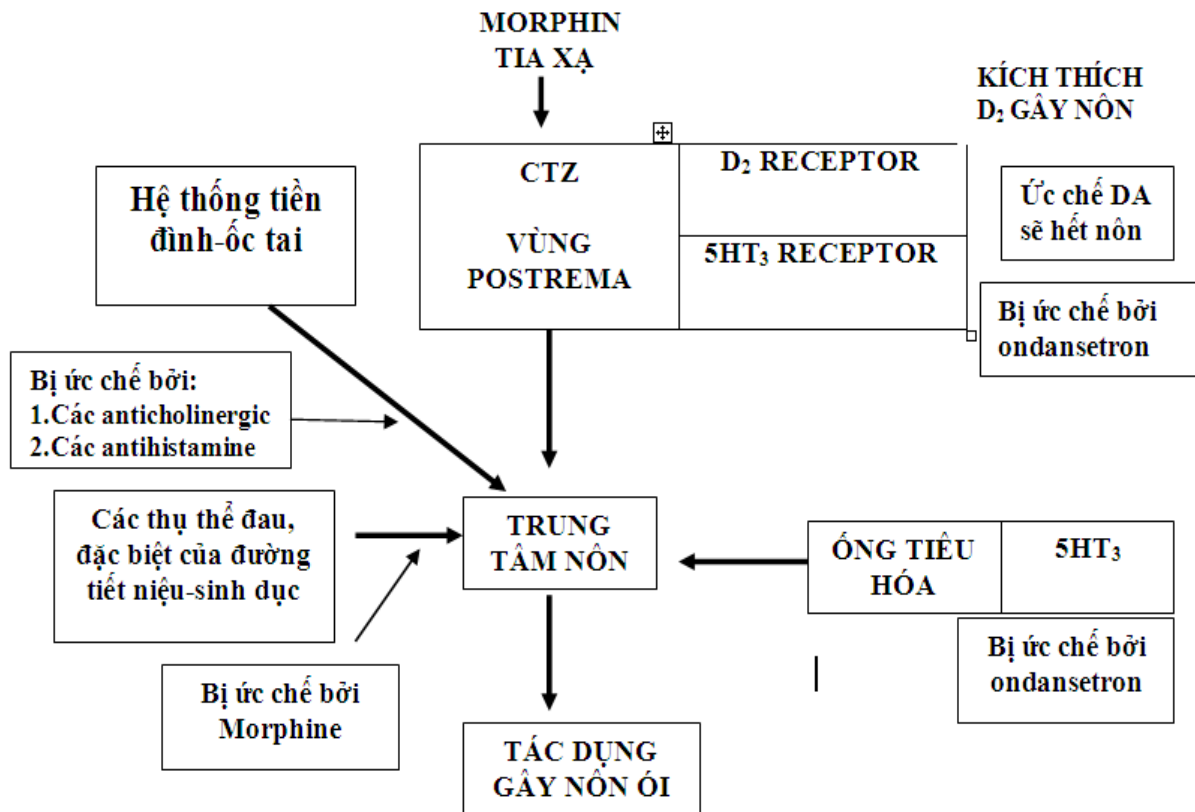 MORPHIN
TIA XẠ
KÍCH THÍCH
D₂ GÂY NÔN
CTZ
VÙNG
POSTREMA
D₂ RECEPTOR
5HT₃ RECEPTOR
Ức chế DA
sẽ hết nôn
Bị ức chế bởi
ondansetron
Hệ thống tiền
đình-ốc tai
Bị ức chế bởi:
1.Các anticholinergic
2.Các antihistamine
Các thụ thể đau,
đặc biệt của đường
tiết niệu-sinh dục
TRUNG
TÂM NÔN
ỐNG TIÊU
HÓA
5HT₃
Bị ức chế bởi
ondansetron
Bị ức chế bởi
Morphine
TÁC DỤNG
GÂY NÔN ÓI